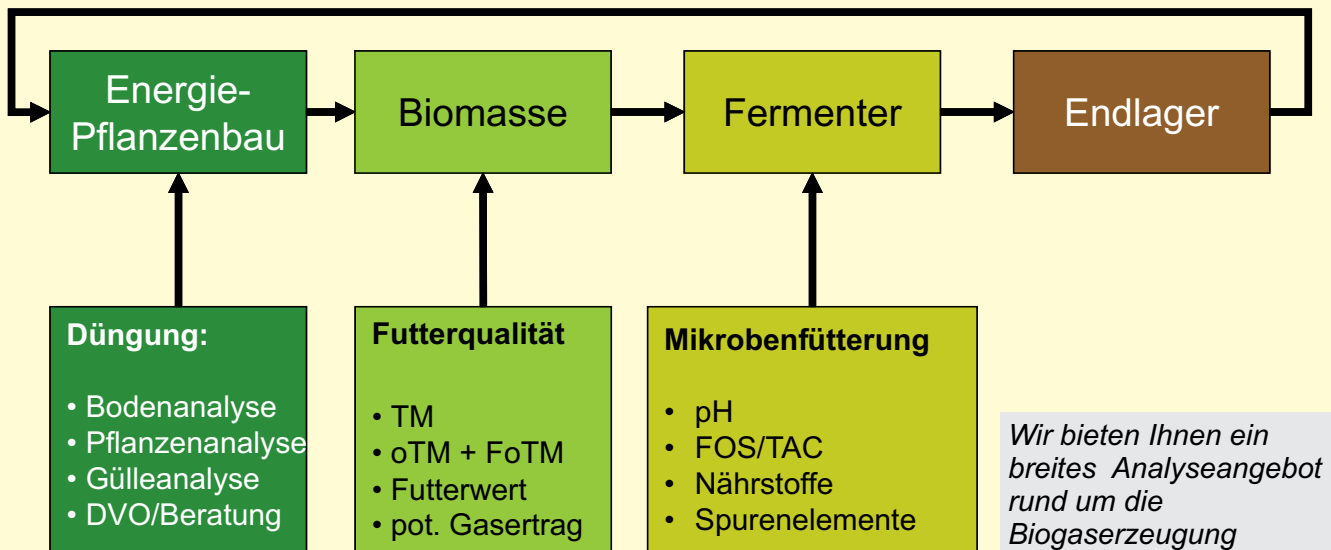 Energie-
Pflanzenbau
Biomasse
Fermenter
Endlager
Düngung:
• Bodenanalyse
• Pflanzenanalyse
• Gülleanalyse
• DVO/Beratung
Futterqualität
• TM
• oTM + FoTM
• Futterwert
• pot. Gasertrag
Mikrobenfütterung
• pH
• FOS/TAC
• Nährstoffe
• Spurenelemente
Wir bieten Ihnen ein
breites Analyseangebot
rund um die
Biogaserzeugung